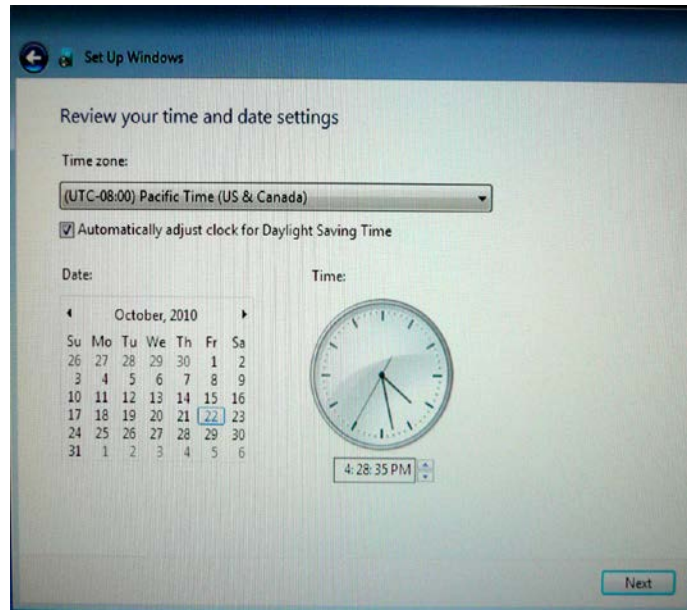 Set Up Windows
Review your time and date settings
Time zone:
(UTC-08:00) Pacific Time (US & Canada)
Automatically adjust clock for Daylight Saving Time
Date:
Time:
October, 2010
Su Mo Tu We Th Fr Sa
26 27 28 29 30 1 2
3 4 5 6 7 8 9
10 11 12 13 14 15 16
17 18 19 20 21 22 23
24 25 26 27 28 29 30
31 1 2 3 4 5 6
4:28:35 PM
Next